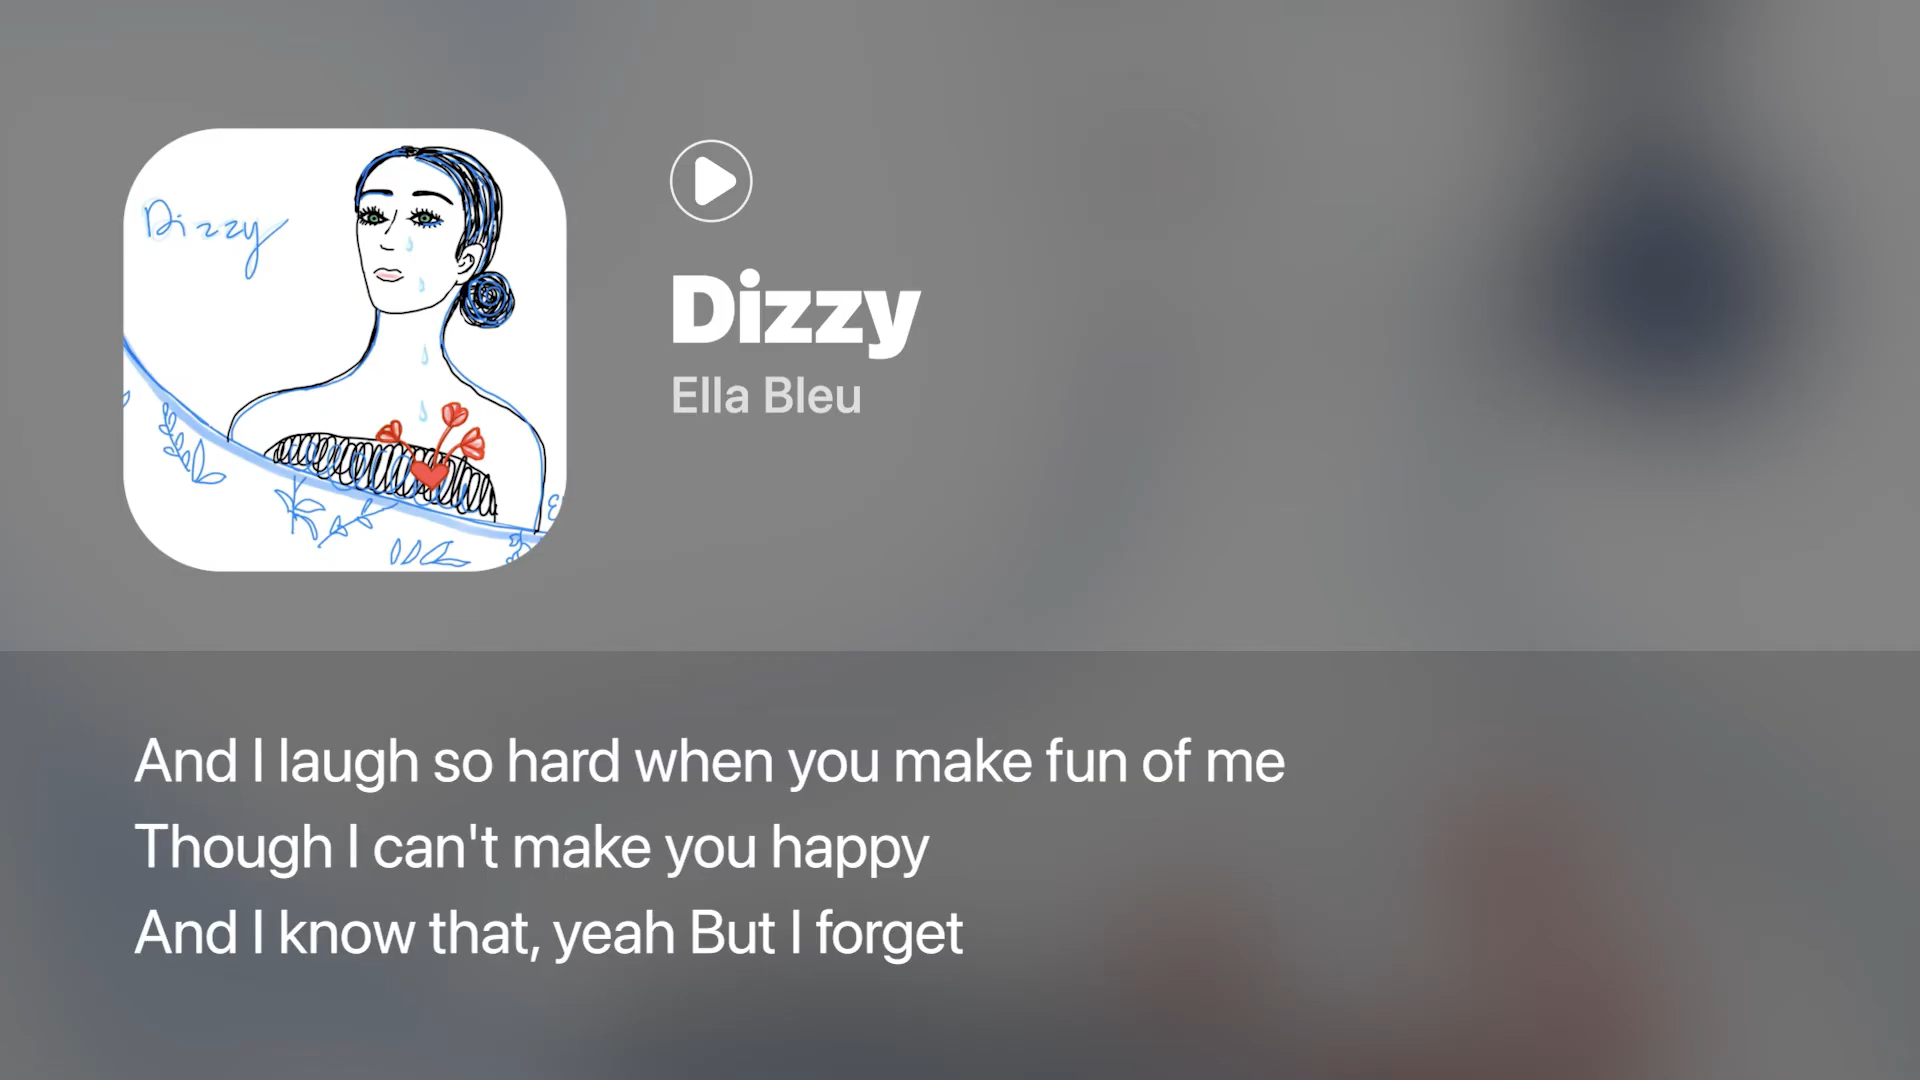 Dizzy
Dizzy
Ella Bleu
And I laugh so hard when you make fun of me
Though I can't make you happy
And I know that, yeah But I forget